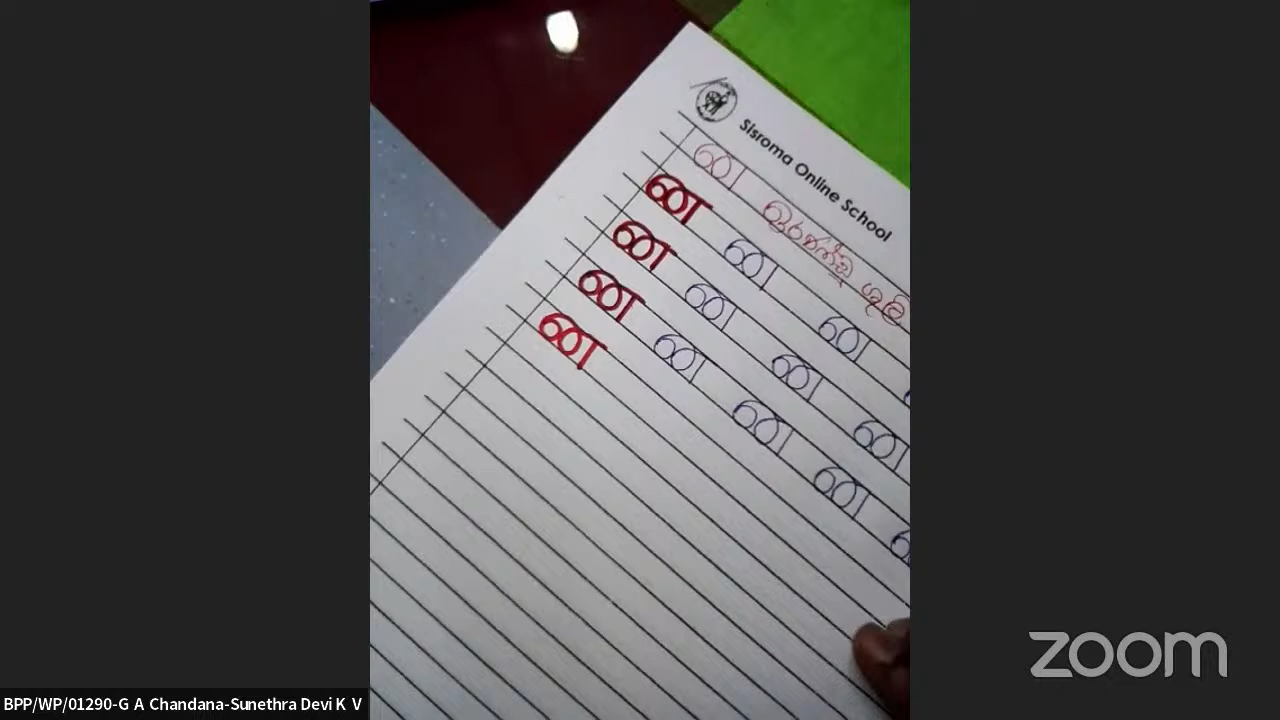 Sisroma Online School
ன
ன ன ன
ன ன ன ன
ன ன ன ன
ன
BPP/WP/01290-G A Chandana-Sunethra Devi K V
zoom